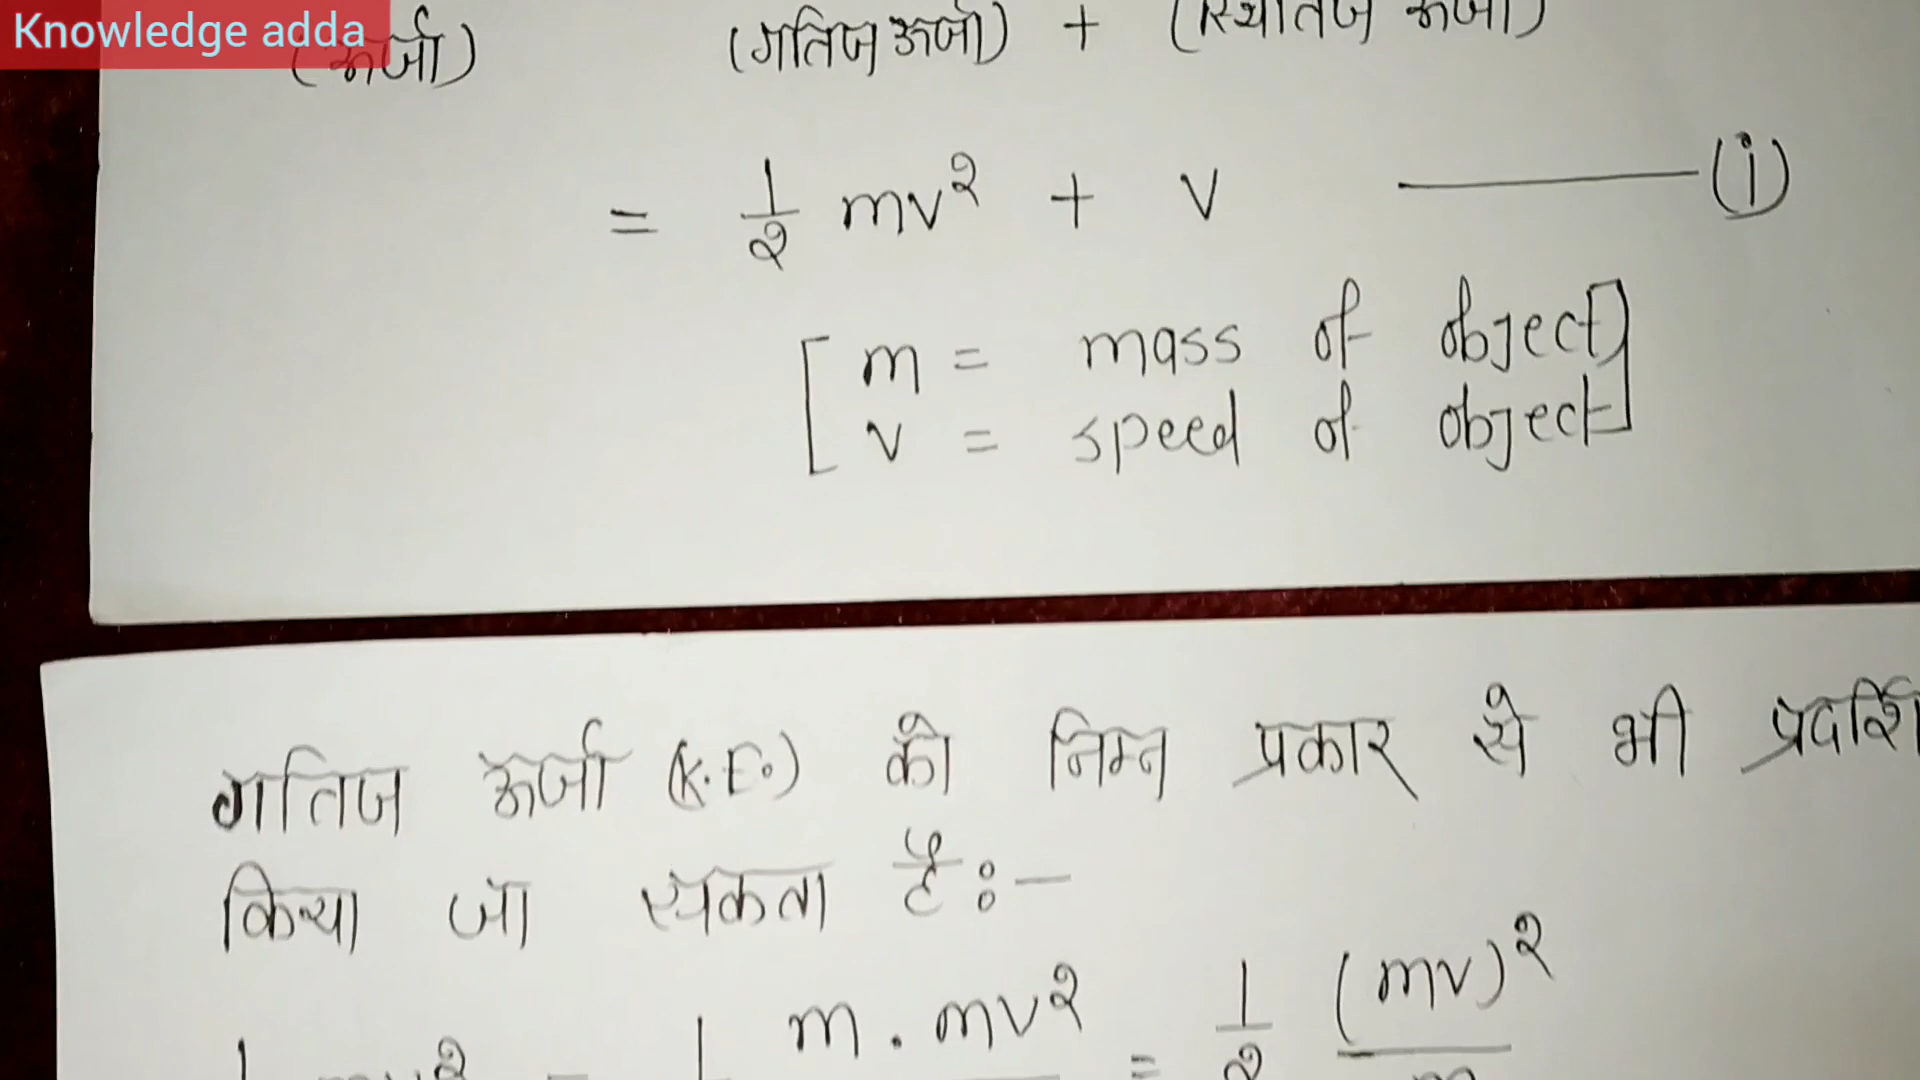 Knowledge adda
(ऊर्जा) (गतिज ऊर्जा) + (स्थितिज ऊर्जा)
= 1/2 mv² + V ——— (i)
[ m = mass of object
v = speed of object ]
गतिज ऊर्जा (K.E.) को निम्न प्रकार से भी प्रदर्शि
किया जा सकता है :-
m . mv² = 1/2 (mv)²